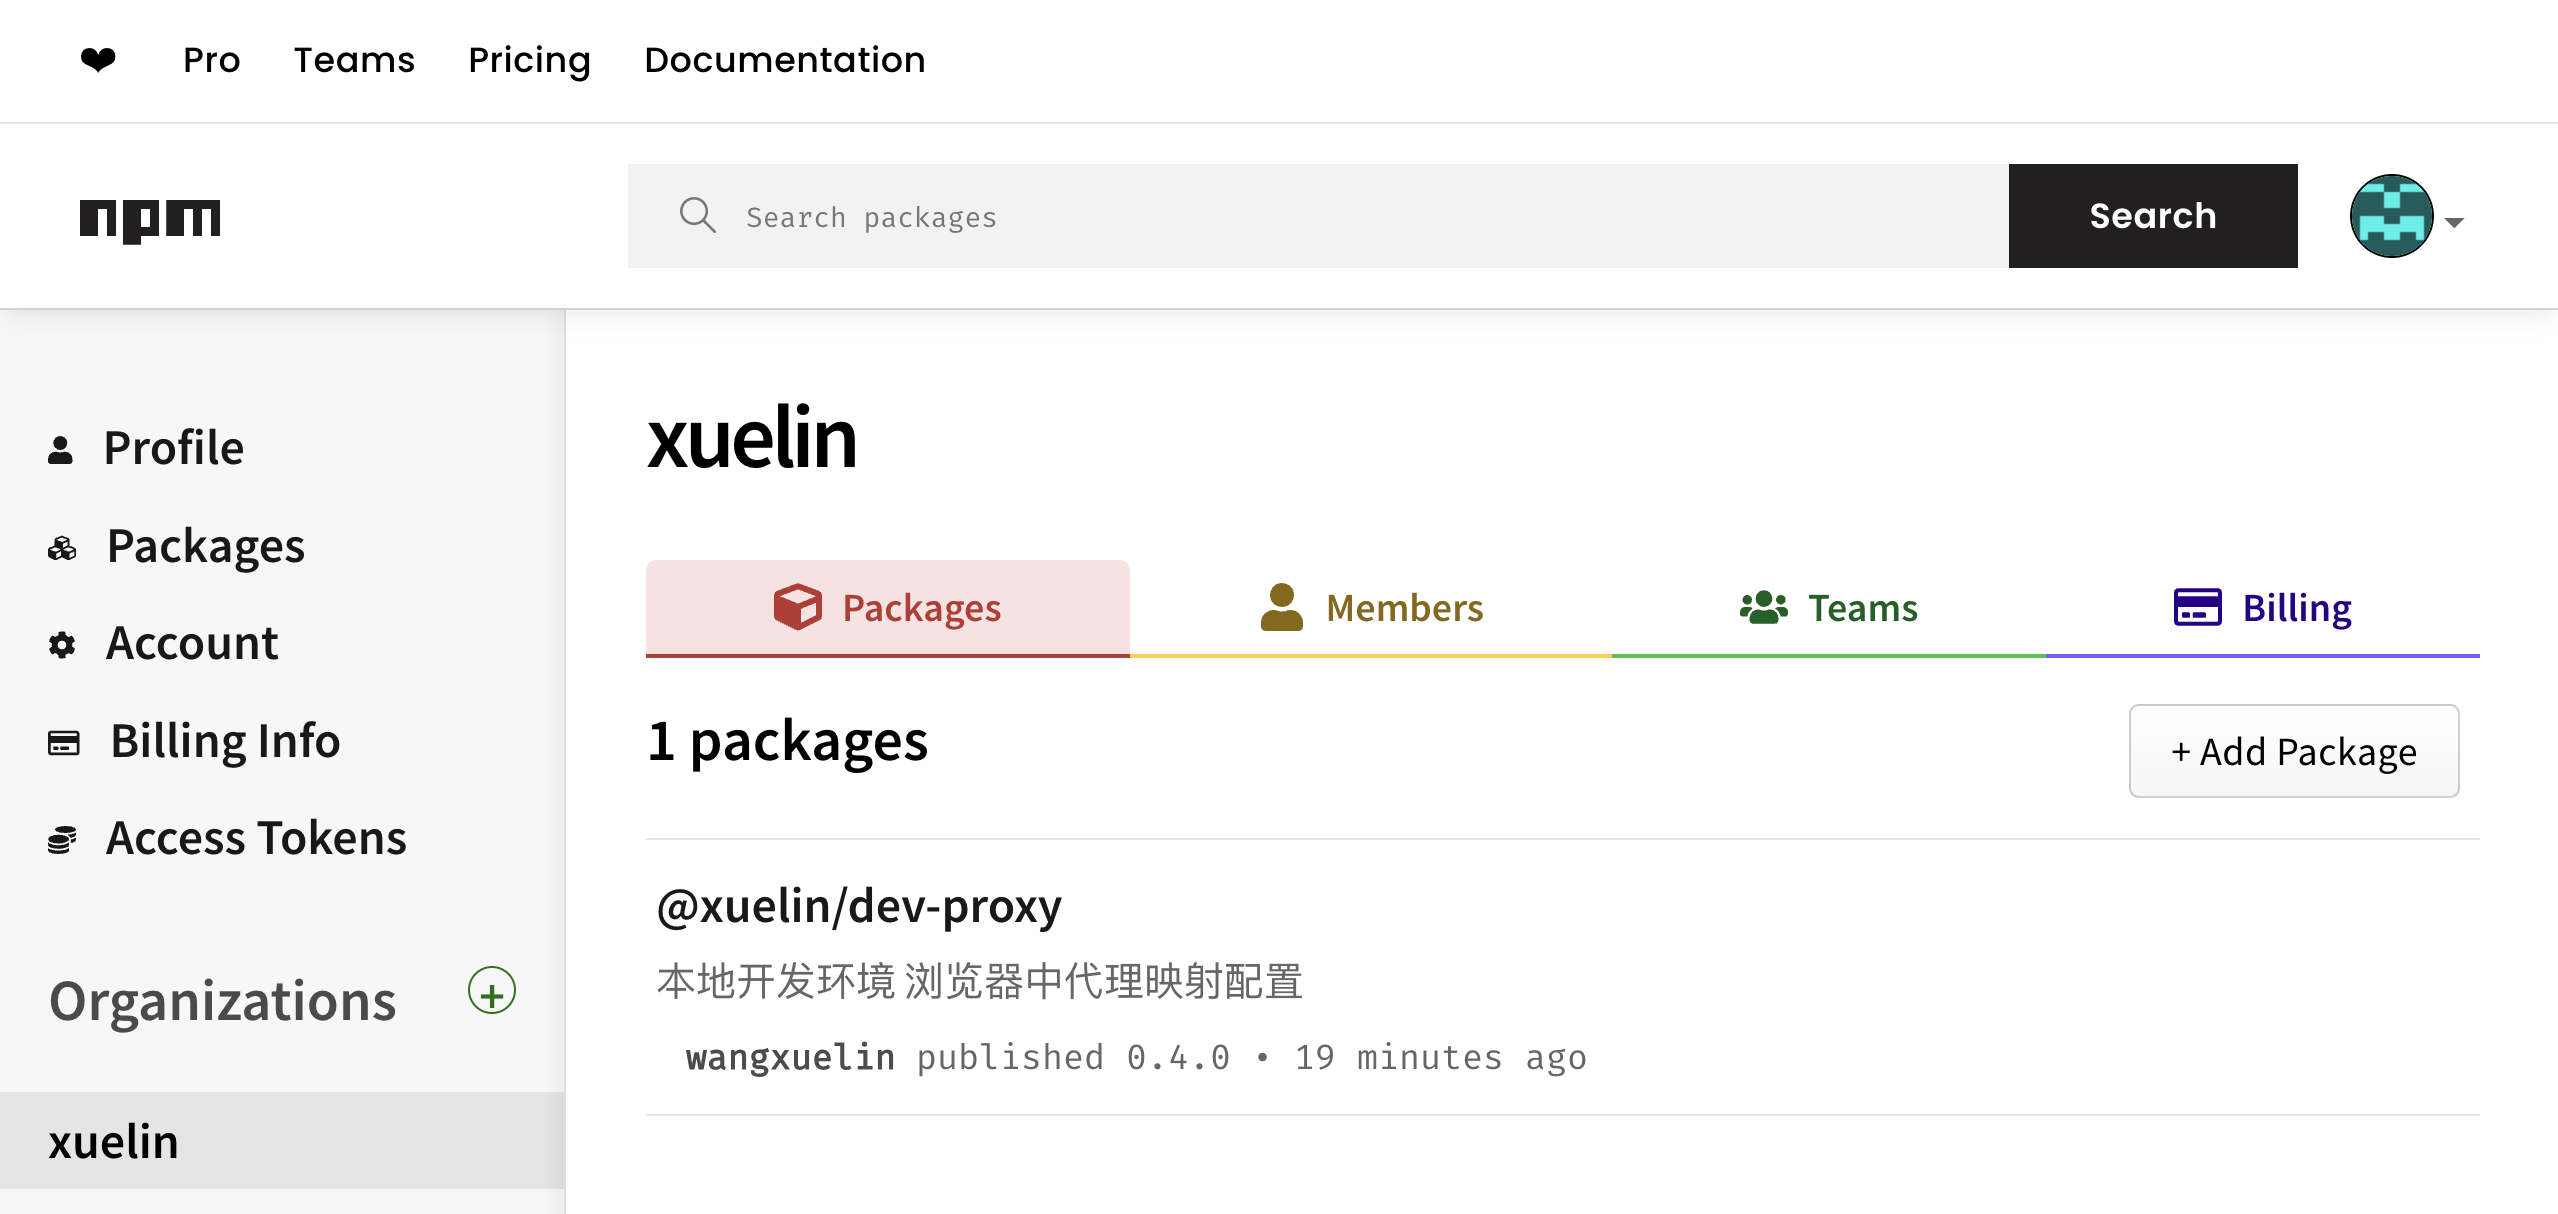 ❤ Pro Teams Pricing Documentation
npm
Search packages
Search
Profile
Packages
Account
Billing Info
Access Tokens
Organizations
xuelin
xuelin
Packages Members Teams Billing
1 packages
+ Add Package
@xuelin/dev-proxy
本地开发环境 浏览器中代理映射配置
wangxuelin published 0.4.0 • 19 minutes ago